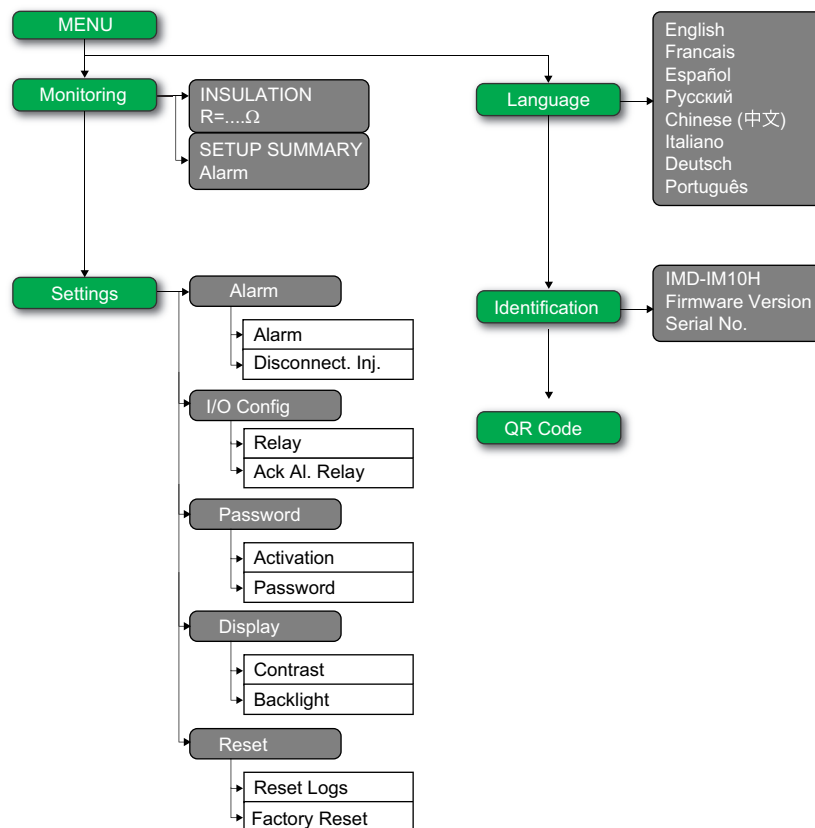 MENU
Monitoring
INSULATION
R=....Ω
SETUP SUMMARY
Alarm
Settings
Alarm
Alarm
Disconnect. Inj.
I/O Config
Relay
Ack Al. Relay
Password
Activation
Password
Display
Contrast
Backlight
Reset
Reset Logs
Factory Reset
Language
English
Francais
Español
Русский
Chinese (中文)
Italiano
Deutsch
Português
Identification
IMD-IM10H
Firmware Version
Serial No.
QR Code